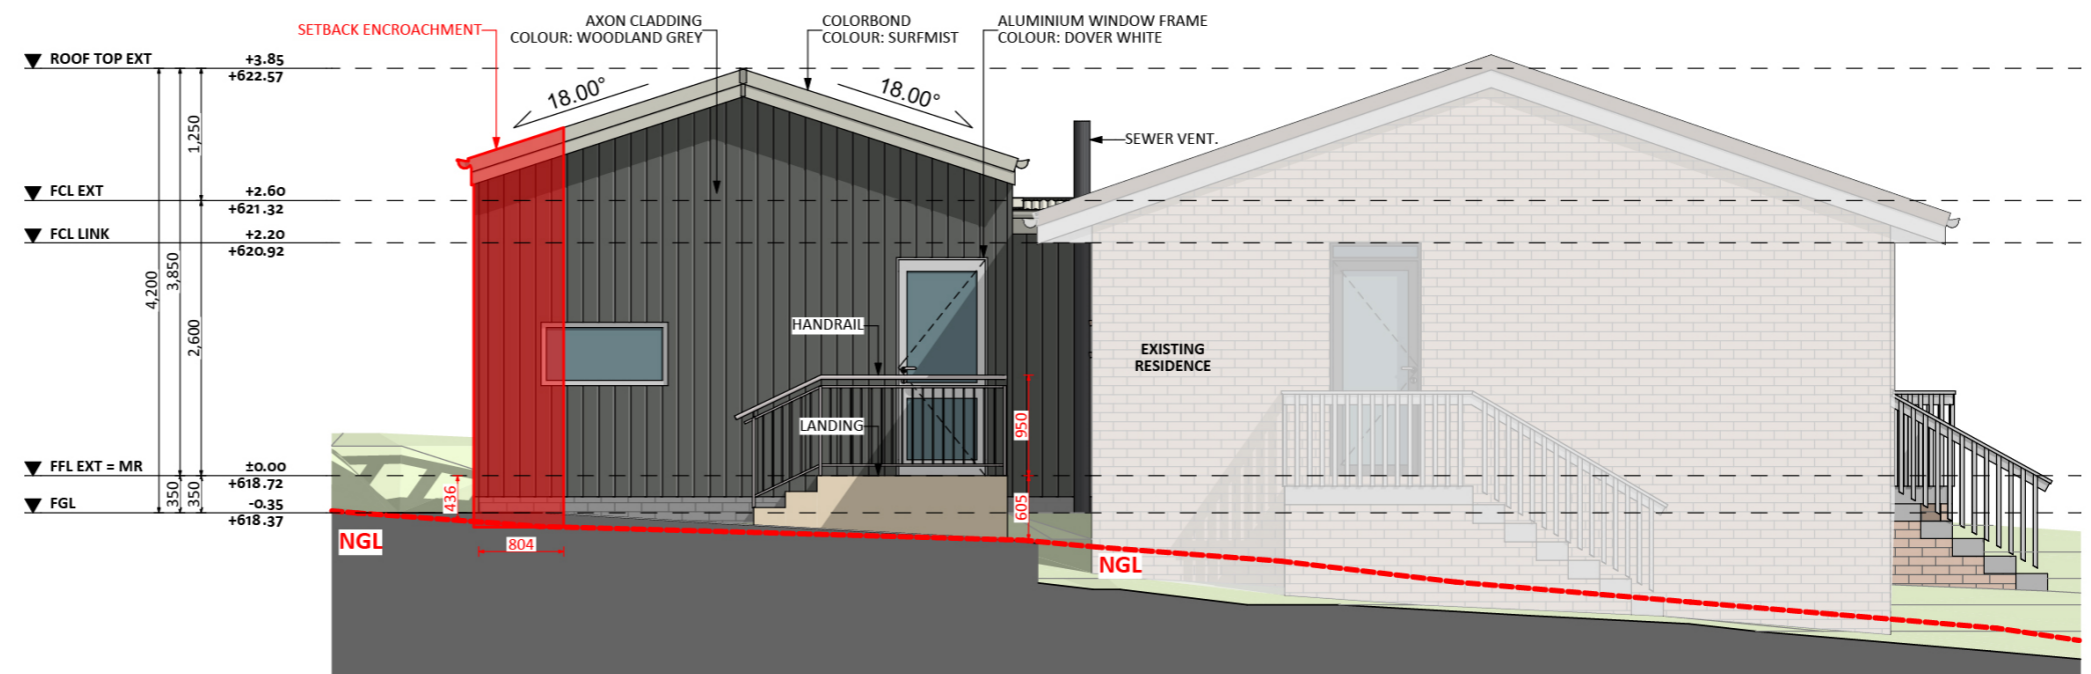 SETBACK ENCROACHMENT
AXON CLADDING
COLOUR: WOODLAND GREY
COLORBOND
COLOUR: SURFMIST
ALUMINIUM WINDOW FRAME
COLOUR: DOVER WHITE
ROOF TOP EXT
+3.85
+622.57
18.00°
18.00°
SEWER VENT.
1,250
FCL EXT
+2.60
+621.32
FCL LINK
+2.20
+620.92
4,200
3,850
2,600
HANDRAIL
EXISTING
RESIDENCE
LANDING
950
FFL EXT = MR
±0.00
+618.72
350
350
436
605
FGL
-0.35
+618.37
NGL
804
NGL